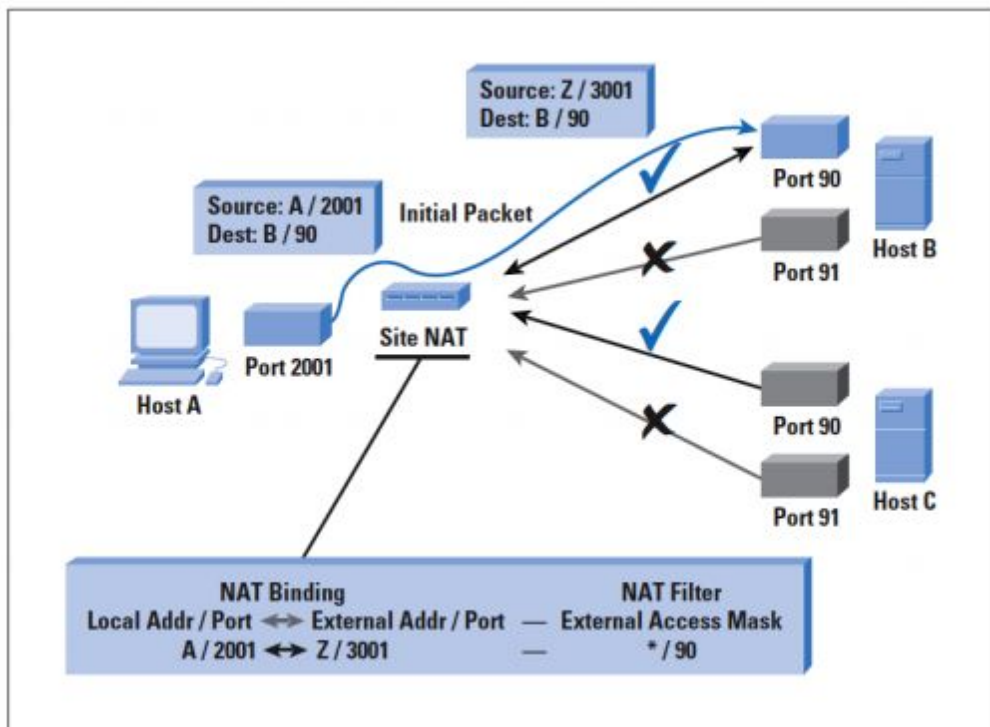 Source: Z / 3001
Dest: B / 90
Source: A / 2001
Dest: B / 90
Initial Packet
Port 90
Host B
Port 91
Site NAT
Port 2001
Host A
Port 90
Host C
Port 91
NAT Binding NAT Filter
Local Addr / Port External Addr / Port — External Access Mask
A / 2001 Z / 3001 — * / 90